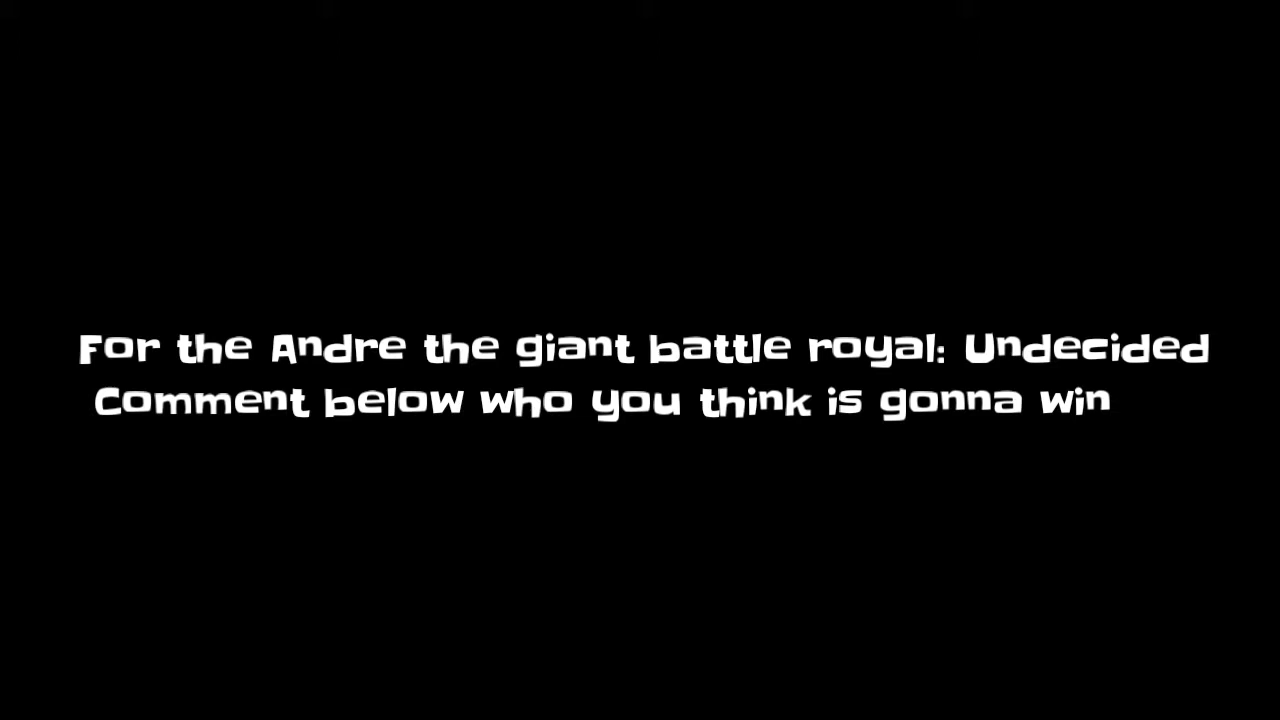 For the Andre the giant battle royal: Undecided
Comment below who you think is gonna win